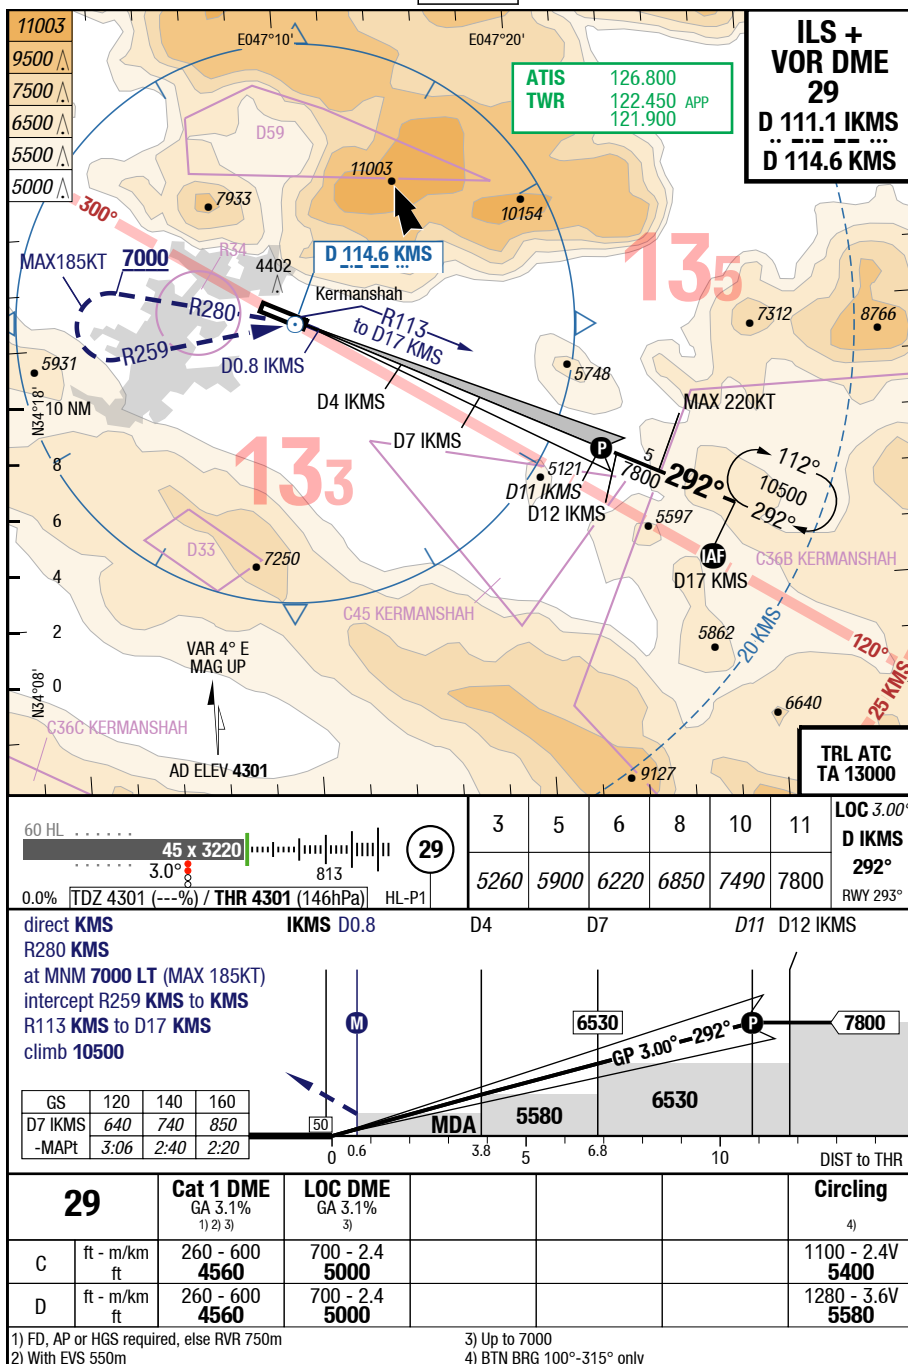 11003
9500
7500
6500
5500
5000
E047°10'
E047°20'
ILS +
VOR DME
29
D 111.1 IKMS
D 114.6 KMS
ATIS 126.800
TWR 122.450 APP
121.900
D59
11003
7933
10154
300°
MAX185KT
7000
R34
4402
D 114.6 KMS
135
Kermanshah
R280
R113
to D17 KMS
7312
8766
R259
D0.8 IKMS
5931
5748
D4 IKMS
MAX 220KT
N34°18'
10 NM
D7 IKMS
P
5
7800
292°
112°
10500
292°
8
133
5121
D11 IKMS
D12 IKMS
6
5597
D33
7250
IAF
D17 KMS
C36B KERMANSHAH
4
C45 KERMANSHAH
2
5862
20 KMS
120°
VAR 4° E
MAG UP
0
N34°08'
25 KMS
6640
C36C KERMANSHAH
AD ELEV 4301
9127
TRL ATC
TA 13000
60 HL
45 x 3220
3.0°
813
29
0.0%
TDZ 4301 (---%) / THR 4301 (146hPa)
HL-P1
3 5 6 8 10 11
5260 5900 6220 6850 7490 7800
LOC 3.00°
D IKMS
292°
RWY 293°
direct KMS
R280 KMS
at MNM 7000 LT (MAX 185KT)
intercept R259 KMS to KMS
R113 KMS to D17 KMS
climb 10500
IKMS D0.8 D4 D7 D11 D12 IKMS
M
6530
P
7800
GP 3.00° 292°
50
MDA
5580
6530
0 0.6 3.8 5 6.8 10 DIST to THR
GS 120 140 160
D7 IKMS 640 740 850
-MAPt 3:06 2:40 2:20
29
Cat 1 DME
GA 3.1%
1) 2) 3)
LOC DME
GA 3.1%
3)
Circling
4)
C ft - m/km 260 - 600 700 - 2.4 1100 - 2.4V
ft 4560 5000 5400
D ft - m/km 260 - 600 700 - 2.4 1280 - 3.6V
ft 4560 5000 5580
1) FD, AP or HGS required, else RVR 750m
3) Up to 7000
2) With EVS 550m
4) BTN BRG 100°-315° only